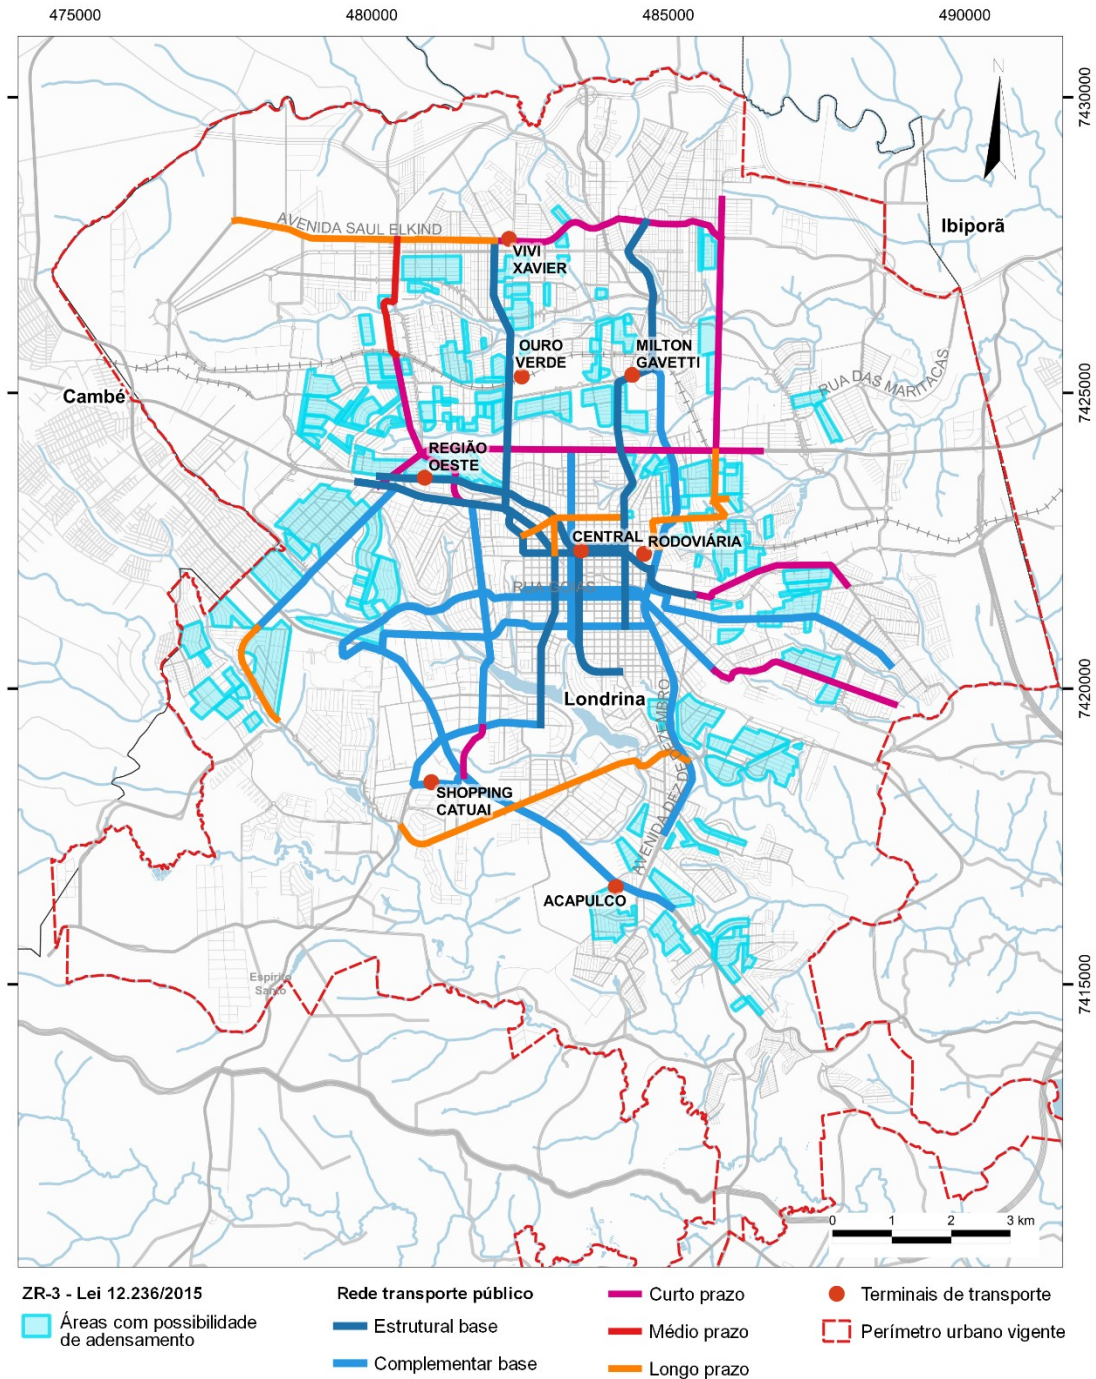 475000
480000
485000
490000
7430000
N
Ibiporã
AVENIDA SAUL ELKIND
VIVI
XAVIER
OURO
VERDE
MILTON
GAVETTI
RUA DAS MARITACAS
7425000
Cambé
REGIÃO
OESTE
CENTRAL
RODOVIÁRIA
RUA GOIÁS
7420000
Londrina
AVENIDA DEZ DE DEZEMBRO
SHOPPING
CATUAI
ACAPULCO
Espírito
Santo
7415000
0 1 2 3 km
ZR-3 - Lei 12.236/2015
Áreas com possibilidade
de adensamento
Rede transporte público
Estrutural base
Complementar base
Curto prazo
Médio prazo
Longo prazo
Terminais de transporte
Perímetro urbano vigente